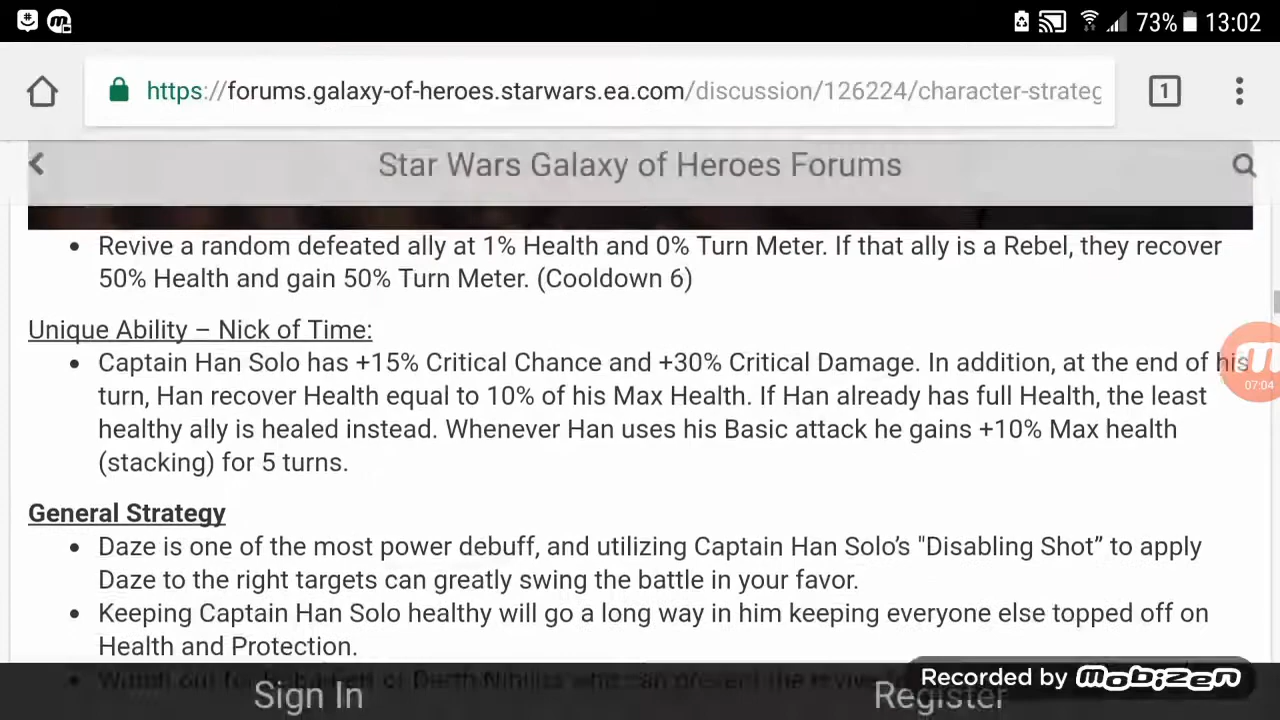 73% 13:02
https://forums.galaxy-of-heroes.starwars.ea.com/discussion/126224/character-strateg
1
Star Wars Galaxy of Heroes Forums
Revive a random defeated ally at 1% Health and 0% Turn Meter. If that ally is a Rebel, they recover
50% Health and gain 50% Turn Meter. (Cooldown 6)
Unique Ability – Nick of Time:
Captain Han Solo has +15% Critical Chance and +30% Critical Damage. In addition, at the end of his
turn, Han recover Health equal to 10% of his Max Health. If Han already has full Health, the least
healthy ally is healed instead. Whenever Han uses his Basic attack he gains +10% Max health
(stacking) for 5 turns.
07:04
General Strategy
Daze is one of the most power debuff, and utilizing Captain Han Solo’s "Disabling Shot” to apply
Daze to the right targets can greatly swing the battle in your favor.
Keeping Captain Han Solo healthy will go a long way in him keeping everyone else topped off on
Health and Protection.
Sign In
Register
Recorded by mobizen